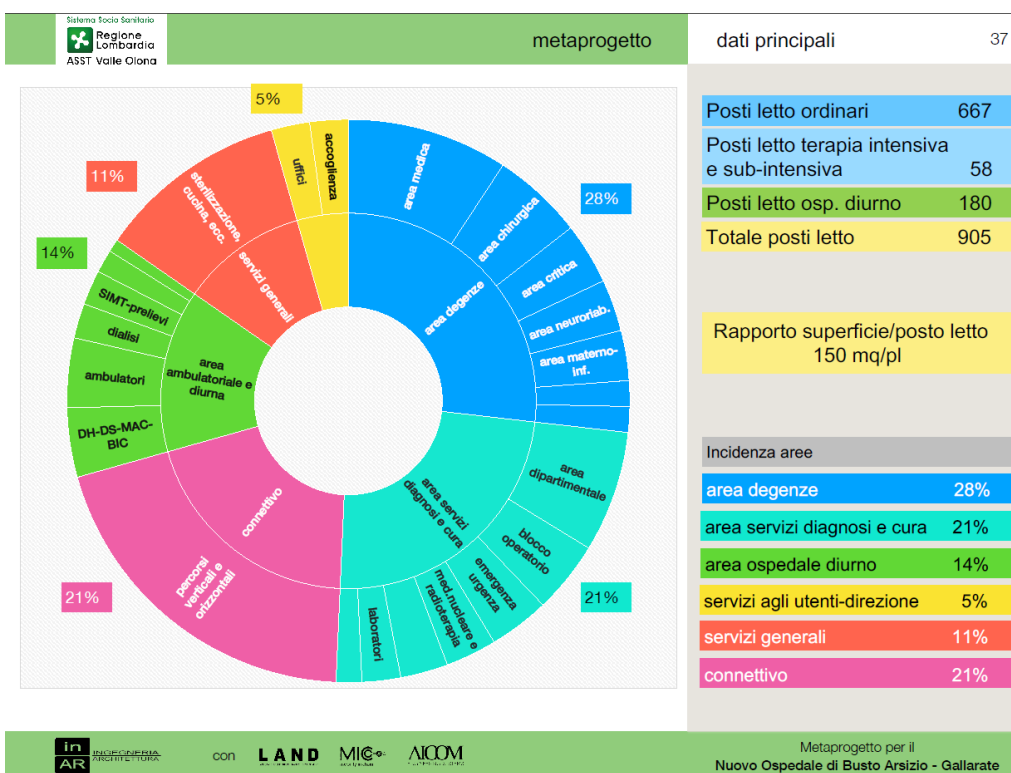 Sistema Socio Sanitario
Regione
Lombardia
ASST Valle Olona
metaprogetto
dati principali
37
5%
11%
14%
28%
21%
21%
area medica
area chirurgica
area critica
area neuroriab.
area materno-
inf.
area degenze
area
dipartimentale
blocco
operatorio
emergenza
urgenza
med.nucleare e
radioterapia
laboratori
area servizi
diagnosi e cura
percorsi
verticali e
orizzontali
connettivo
DH-DS-MAC-
BIC
ambulatori
dialisi
SIMT-prelievi
area
ambulatoriale e
diurna
sterilizzazione,
cucina, ecc.
servizi generali
uffici
accoglienza
Posti letto ordinari 667
Posti letto terapia intensiva
e sub-intensiva 58
Posti letto osp. diurno 180
Totale posti letto 905
Rapporto superficie/posto letto
150 mq/pl
Incidenza aree
area degenze 28%
area servizi diagnosi e cura 21%
area ospedale diurno 14%
servizi agli utenti-direzione 5%
servizi generali 11%
connettivo 21%
in
AR
INGEGNERIA
ARCHITETTURA
con
LAND
AICOM
Metaprogetto per il
Nuovo Ospedale di Busto Arsizio - Gallarate